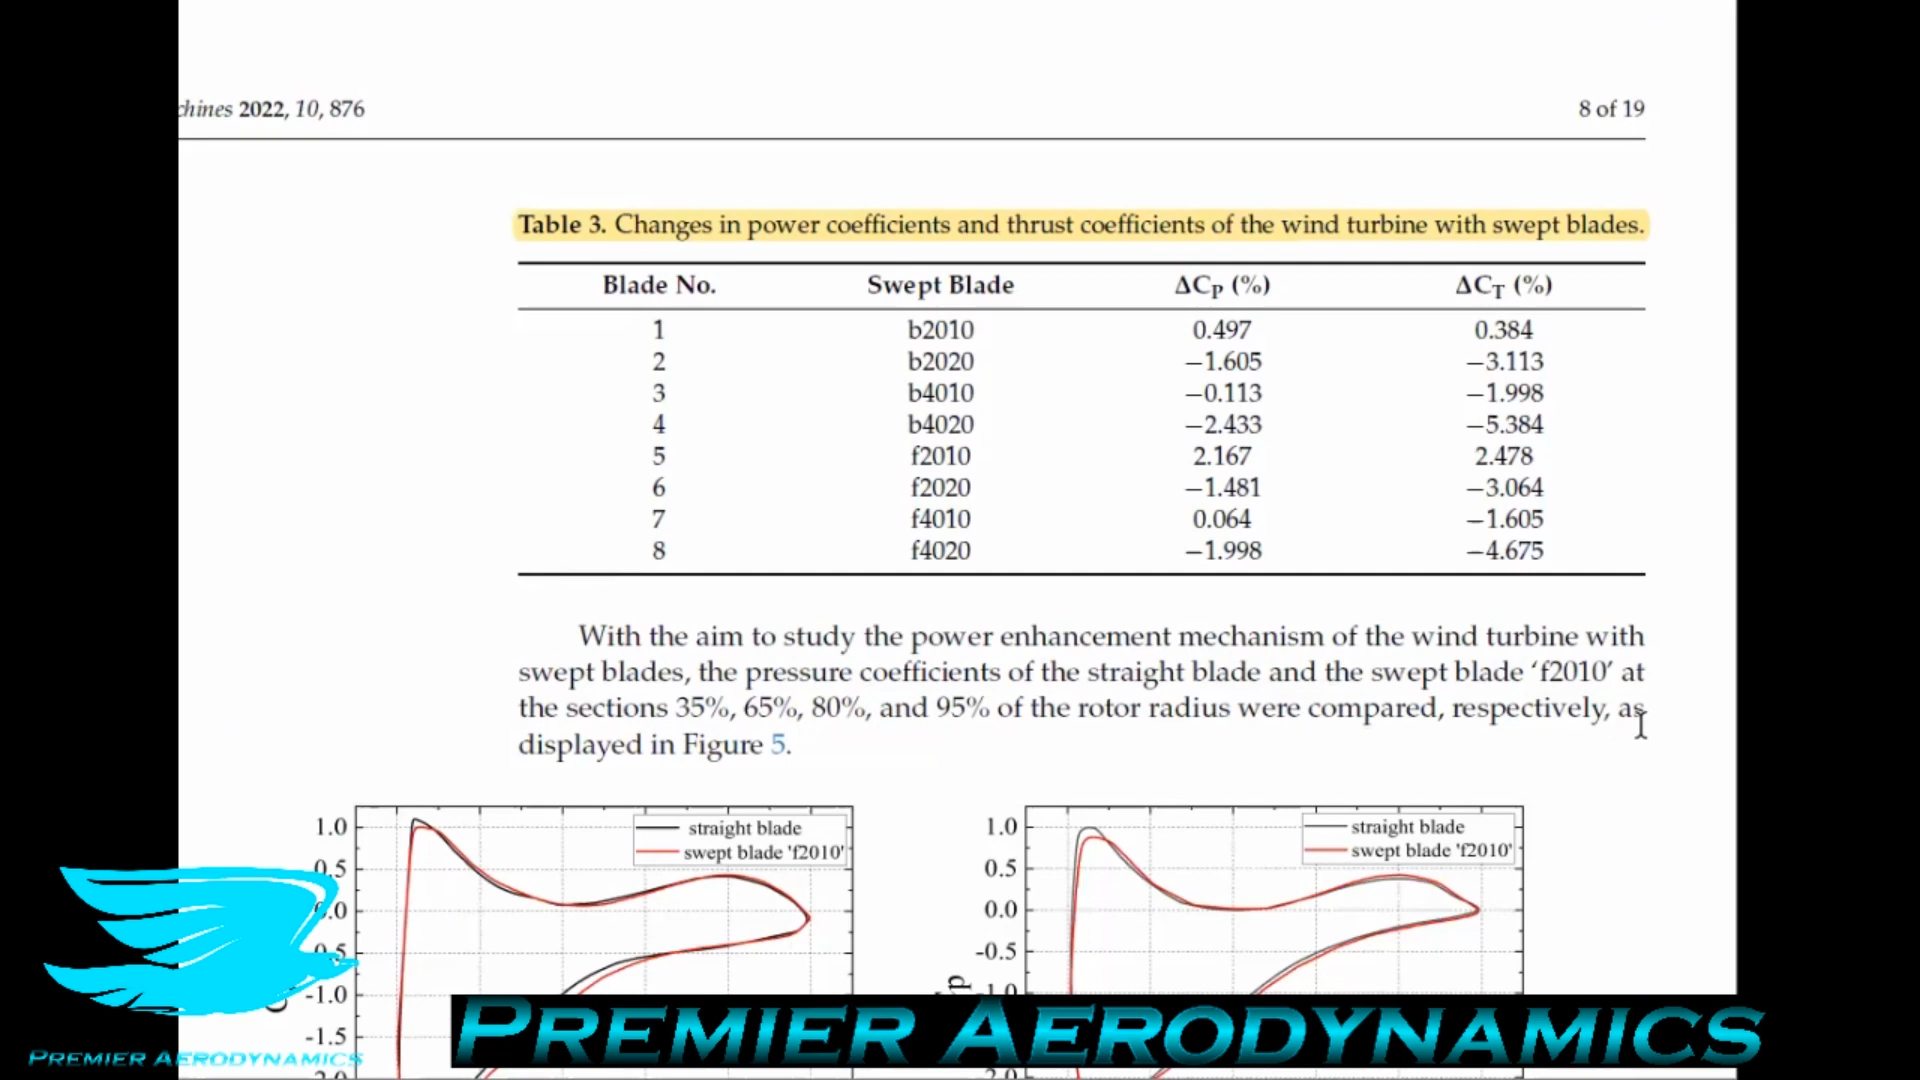 chines 2022, 10, 876
8 of 19
Table 3. Changes in power coefficients and thrust coefficients of the wind turbine with swept blades.
Blade No. Swept Blade ΔCP (%) ΔCT (%)
1 b2010 0.497 0.384
2 b2020 −1.605 −3.113
3 b4010 −0.113 −1.998
4 b4020 −2.433 −5.384
5 f2010 2.167 2.478
6 f2020 −1.481 −3.064
7 f4010 0.064 −1.605
8 f4020 −1.998 −4.675
With the aim to study the power enhancement mechanism of the wind turbine with
swept blades, the pressure coefficients of the straight blade and the swept blade ‘f2010’ at
the sections 35%, 65%, 80%, and 95% of the rotor radius were compared, respectively, as
displayed in Figure 5.
1.0
0.5
0.0
-1.0
-1.5
straight blade
swept blade 'f2010'
1.0
0.5
0.0
-0.5
straight blade
swept blade 'f2010'
PREMIER AERODYNAMICS
PREMIER AERODYNAMICS